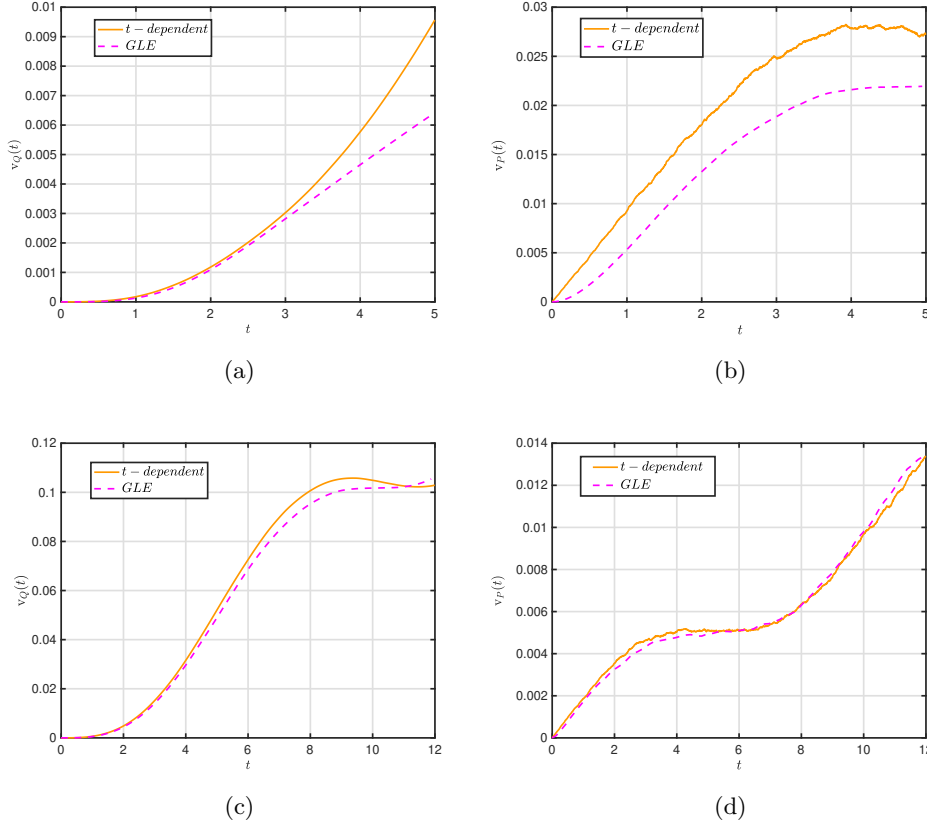 0.01
0.009
0.008
0.007
0.006
0.005
0.004
0.003
0.002
0.001
0
v_Q(t)
t − dependent
GLE
0 1 2 3 4 5
t
(a)
0.03
0.025
0.02
0.015
0.01
0.005
0
v_P(t)
t − dependent
GLE
0 1 2 3 4 5
t
(b)
0.12
0.1
0.08
0.06
0.04
0.02
0
v_Q(t)
t − dependent
GLE
0 2 4 6 8 10 12
t
(c)
0.014
0.012
0.01
0.008
0.006
0.004
0.002
0
v_P(t)
t − dependent
GLE
0 2 4 6 8 10 12
t
(d)